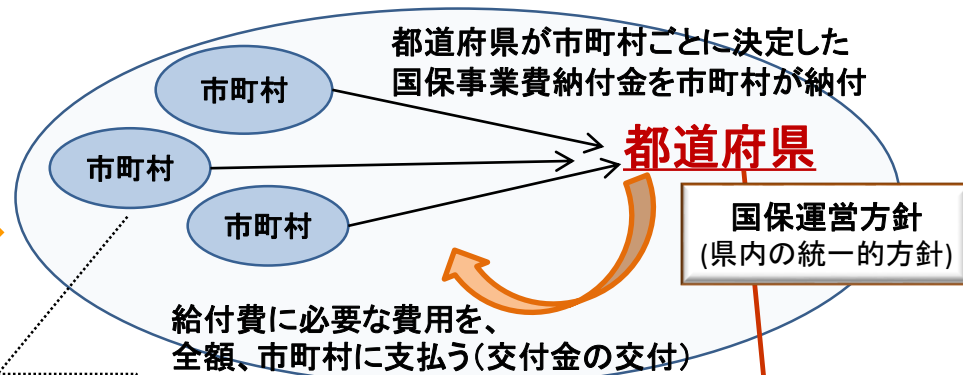 都道府県が市町村ごとに決定した
国保事業費納付金を市町村が納付
市町村
市町村
市町村
都道府県
国保運営方針
(県内の統一的方針)
給付費に必要な費用を、
全額、市町村に支払う(交付金の交付)